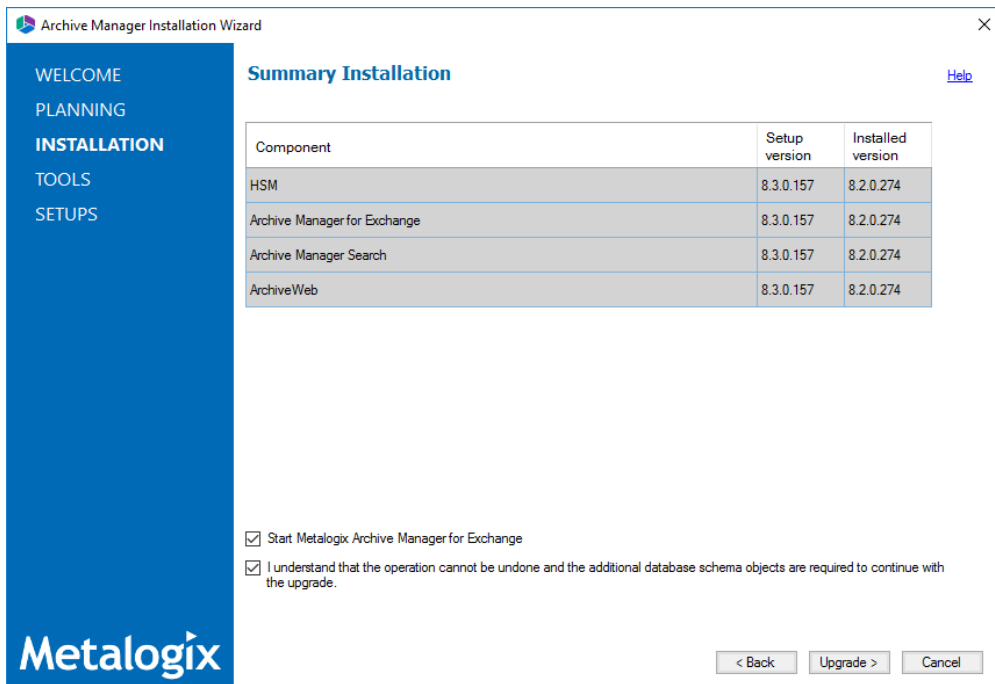 Archive Manager Installation Wizard
WELCOME
PLANNING
INSTALLATION
TOOLS
SETUPS
Summary Installation
Help
Component
Setup version
Installed version
HSM 8.3.0.157 8.2.0.274
Archive Manager for Exchange 8.3.0.157 8.2.0.274
Archive Manager Search 8.3.0.157 8.2.0.274
ArchiveWeb 8.3.0.157 8.2.0.274
Start Metalogix Archive Manager for Exchange
I understand that the operation cannot be undone and the additional database schema objects are required to continue with
the upgrade.
Metalogix
< Back
Upgrade >
Cancel